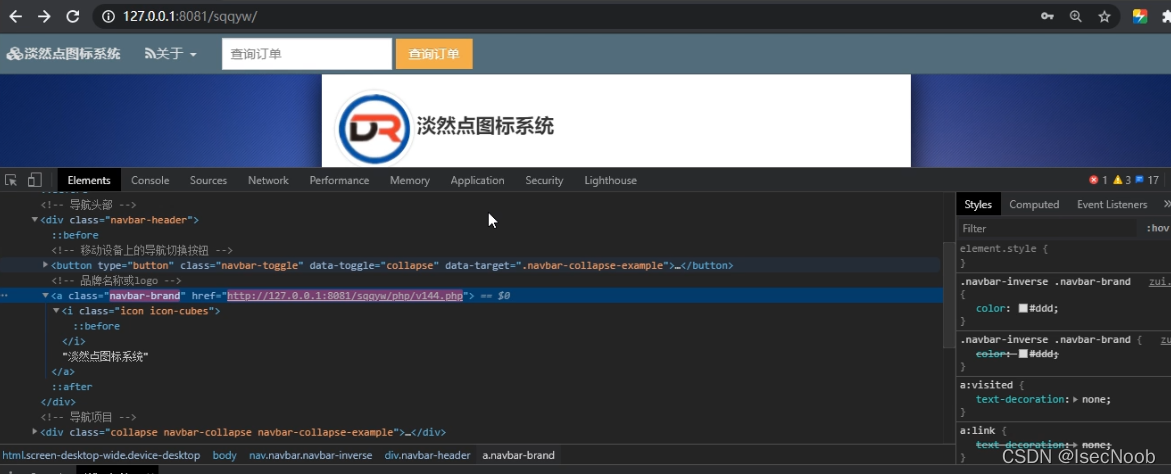 127.0.0.1:8081/sqqyw/
淡然点图标系统 关于 查询订单 查询订单
DR 淡然点图标系统
Elements Console Sources Network Performance Memory Application Security Lighthouse 1 3 17
<!-- 导航头部 -->
<div class="navbar-header">
::before
<!-- 移动设备上的导航切换按钮 -->
<button type="button" class="navbar-toggle" data-toggle="collapse" data-target=".navbar-collapse-example">…</button>
<!-- 品牌名称或logo -->
<a class="navbar-brand" href="http://127.0.0.1:8081/sqqyw/php/v144.php"> == $0
<i class="icon icon-cubes">
::before
</i>
"淡然点图标系统"
</a>
::after
</div>
<!-- 导航项目 -->
<div class="collapse navbar-collapse navbar-collapse-example">…</div>
html.screen-desktop-wide.device-desktop body nav.navbar.navbar-inverse div.navbar-header a.navbar-brand
Styles Computed Event Listeners »
Filter :hov
element.style {
}
.navbar-inverse .navbar-brand zui.
{
color: #ddd;
}
.navbar-inverse .navbar-brand { zu
color: #ddd;
}
a:visited {
text-decoration: none;
}
a:link {
text-decoration: none;
CSDN @IsecNoob